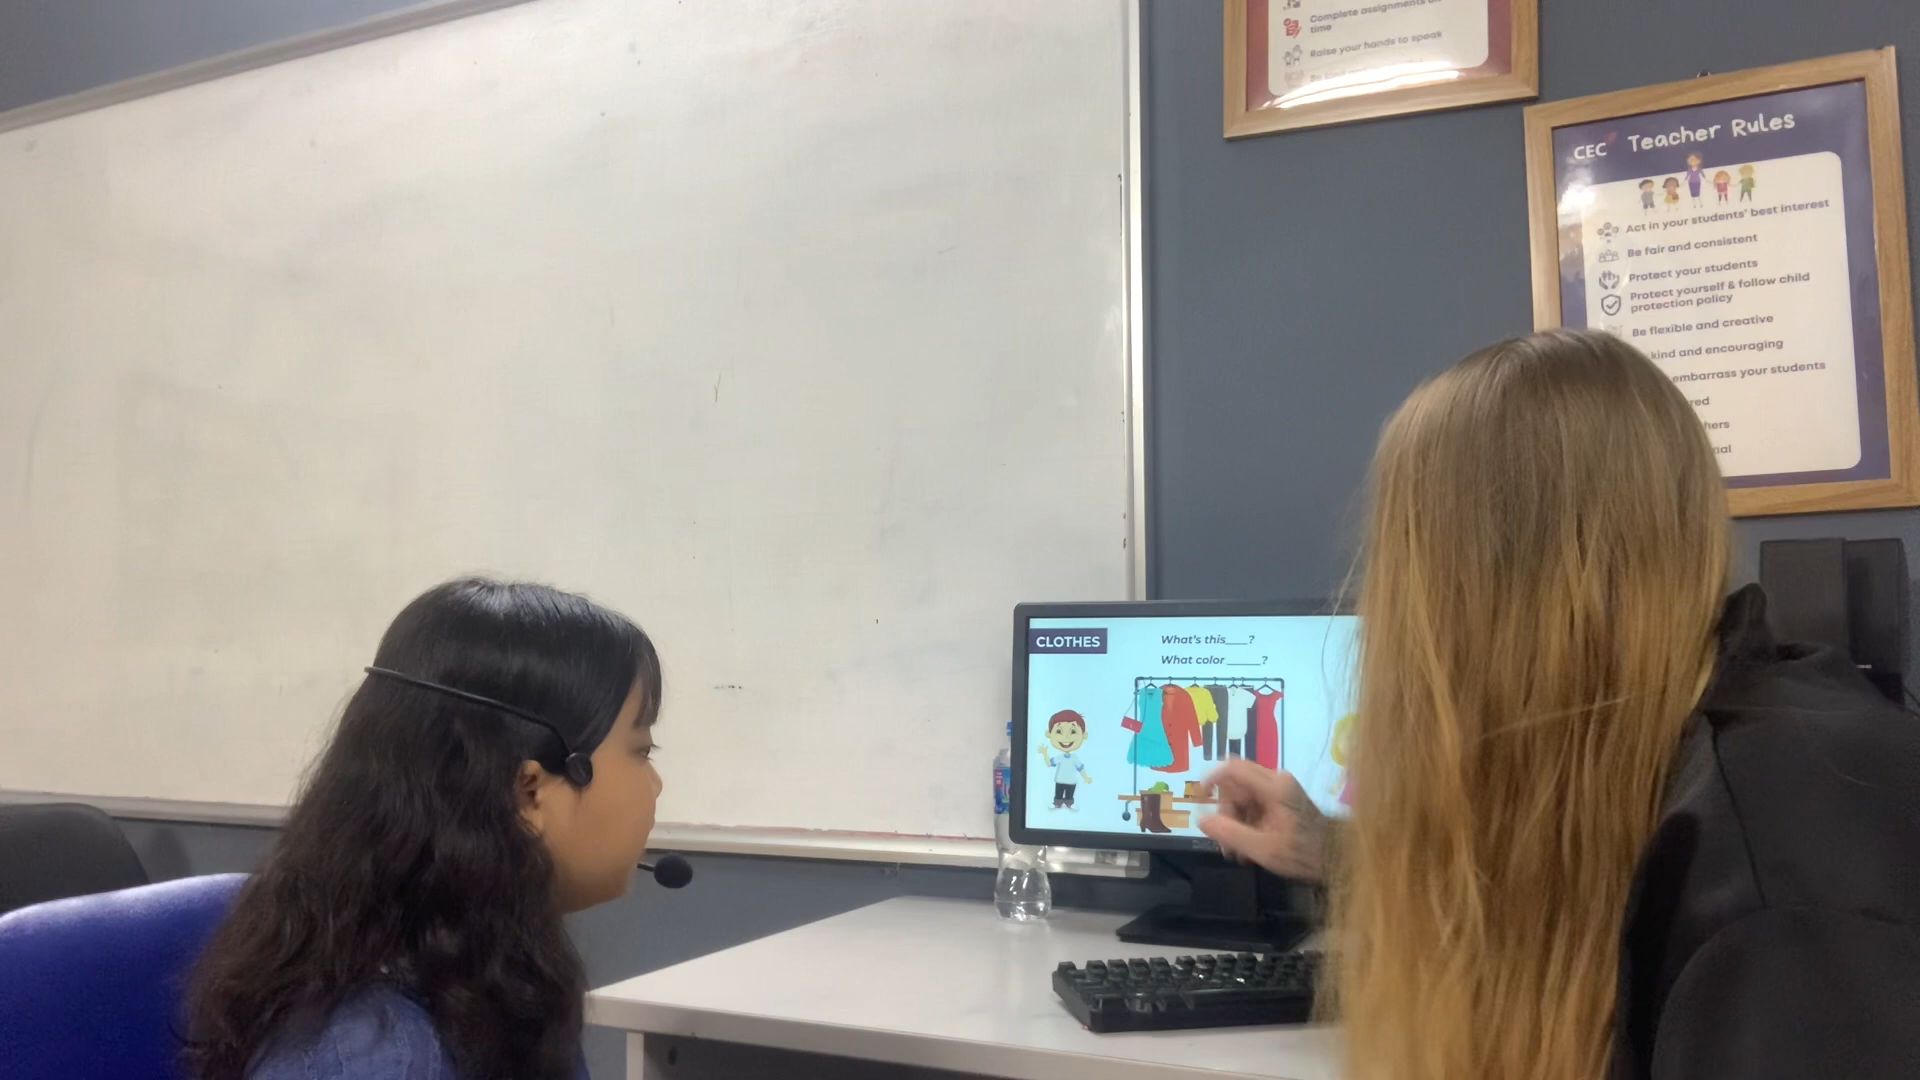 Complete assignments on
time
Raise your hands to speak
CEC Teacher Rules
Act in your students' best interest
Be fair and consistent
Protect your students
Protect yourself & follow child
protection policy
Be flexible and creative
kind and encouraging
embarrass your students
CLOTHES
What's this____?
What color _____?